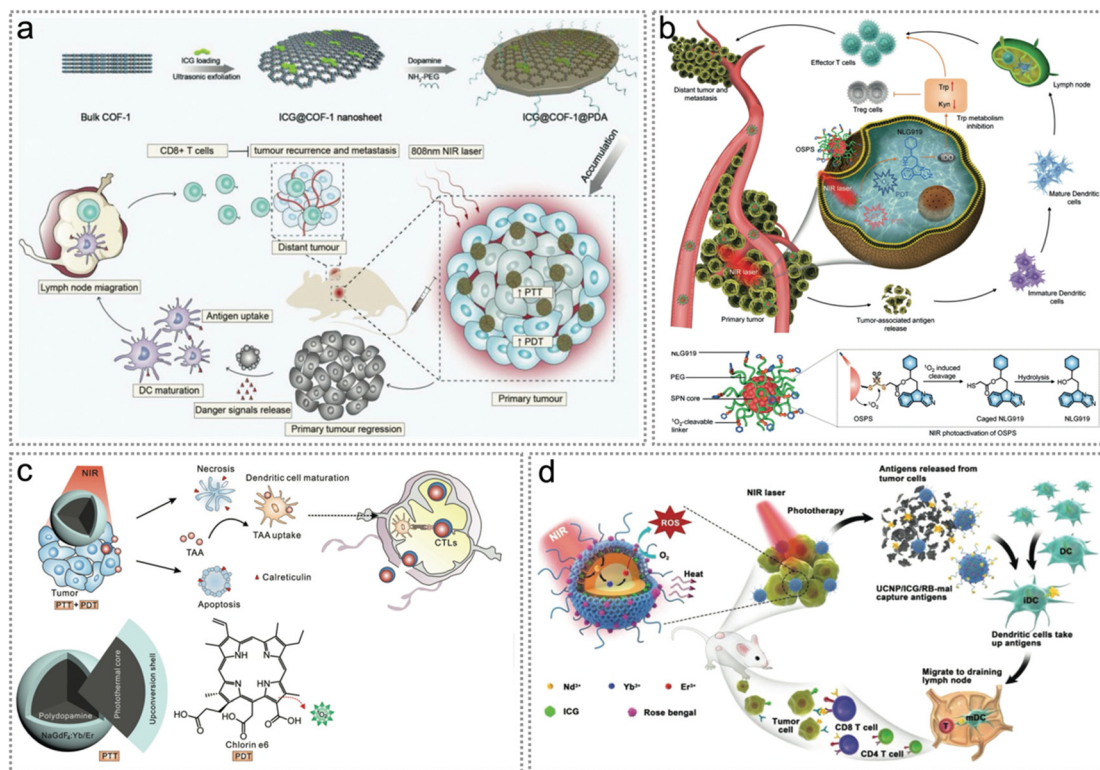 a
ICG loading
Ultrasonic exfoliation
Dopamine
NH₂-PEG
Bulk COF-1
ICG@COF-1 nanosheet
ICG@COF-1@PDA
CD8+ T cells
tumour recurrence and metastasis
808nm NIR laser
Accumulation
Distant tumour
Lymph node miagration
↑ PTT
↑ PDT
Antigen uptake
DC maturation
Danger signals release
Primary tumour regression
Primary tumour
b
Distant tumor and
metastasis
Effector T cells
Treg cells
Trp ↑
Kyn ↓
Trp metabolism
inhibition
Lymph node
OSPS
NLG919
IDO
NIR laser
PDT
Mature Dendritic
cells
NIR laser
Immature Dendritic
cells
Primary tumor
Tumor-associated antigen
release
NLG919
PEG
SPN core
¹O₂-cleavable
linker
¹O₂
OSPS
¹O₂ induced
cleavage
HS
Caged NLG919
Hydrolysis
HO
NLG919
NIR photoactivation of OSPS
c
NIR
Necrosis
Dendritic cell maturation
TAA
TAA uptake
CTLs
Calreticulin
Tumor
PTT+PDT
Apoptosis
Polydopamine
NaGdF₄:Yb/Er
Photothermal core
Upconversion shell
PTT
NH
N
N
HN
HO
O
O
OH
O
OH
Chlorin e6
PDT
d
NIR
ROS
O₂
Heat
NIR laser
Phototherapy
Antigens released from
tumor cells
UCNP/ICG/RB-mal
capture antigens
DC
iDC
Dendritic cells take
up antigens
Migrate to draining
lymph node
T
mDC
Nd³⁺
Yb³⁺
Er³⁺
ICG
Rose bengal
Tumor
cell
CD8 T cell
CD4 T cell